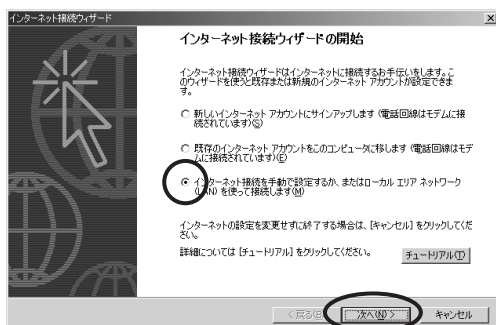 インターネット接続ウィザード
インターネット接続ウィザードの開始
インターネット接続ウィザードはインターネットに接続するお手伝いをします。こ
のウィザードを使うと既存または新規のインターネット アカウントが設定できま
す。
新しいインターネット アカウントにサインアップします (電話回線はモデムに接
続されています)(S)
既存のインターネット アカウントをこのコンピュータに移します (電話回線はモデ
ムに接続されています)(E)
インターネット接続を手動で設定するか、またはローカル エリア ネットワーク
(LAN) を使って接続します(M)
インターネットの設定を変更せずに終了する場合は、[キャンセル] をクリックしてくだ
さい。
詳細については [チュートリアル] をクリックしてください。
チュートリアル(T)
< 戻る(B)
次へ(N) >
キャンセル